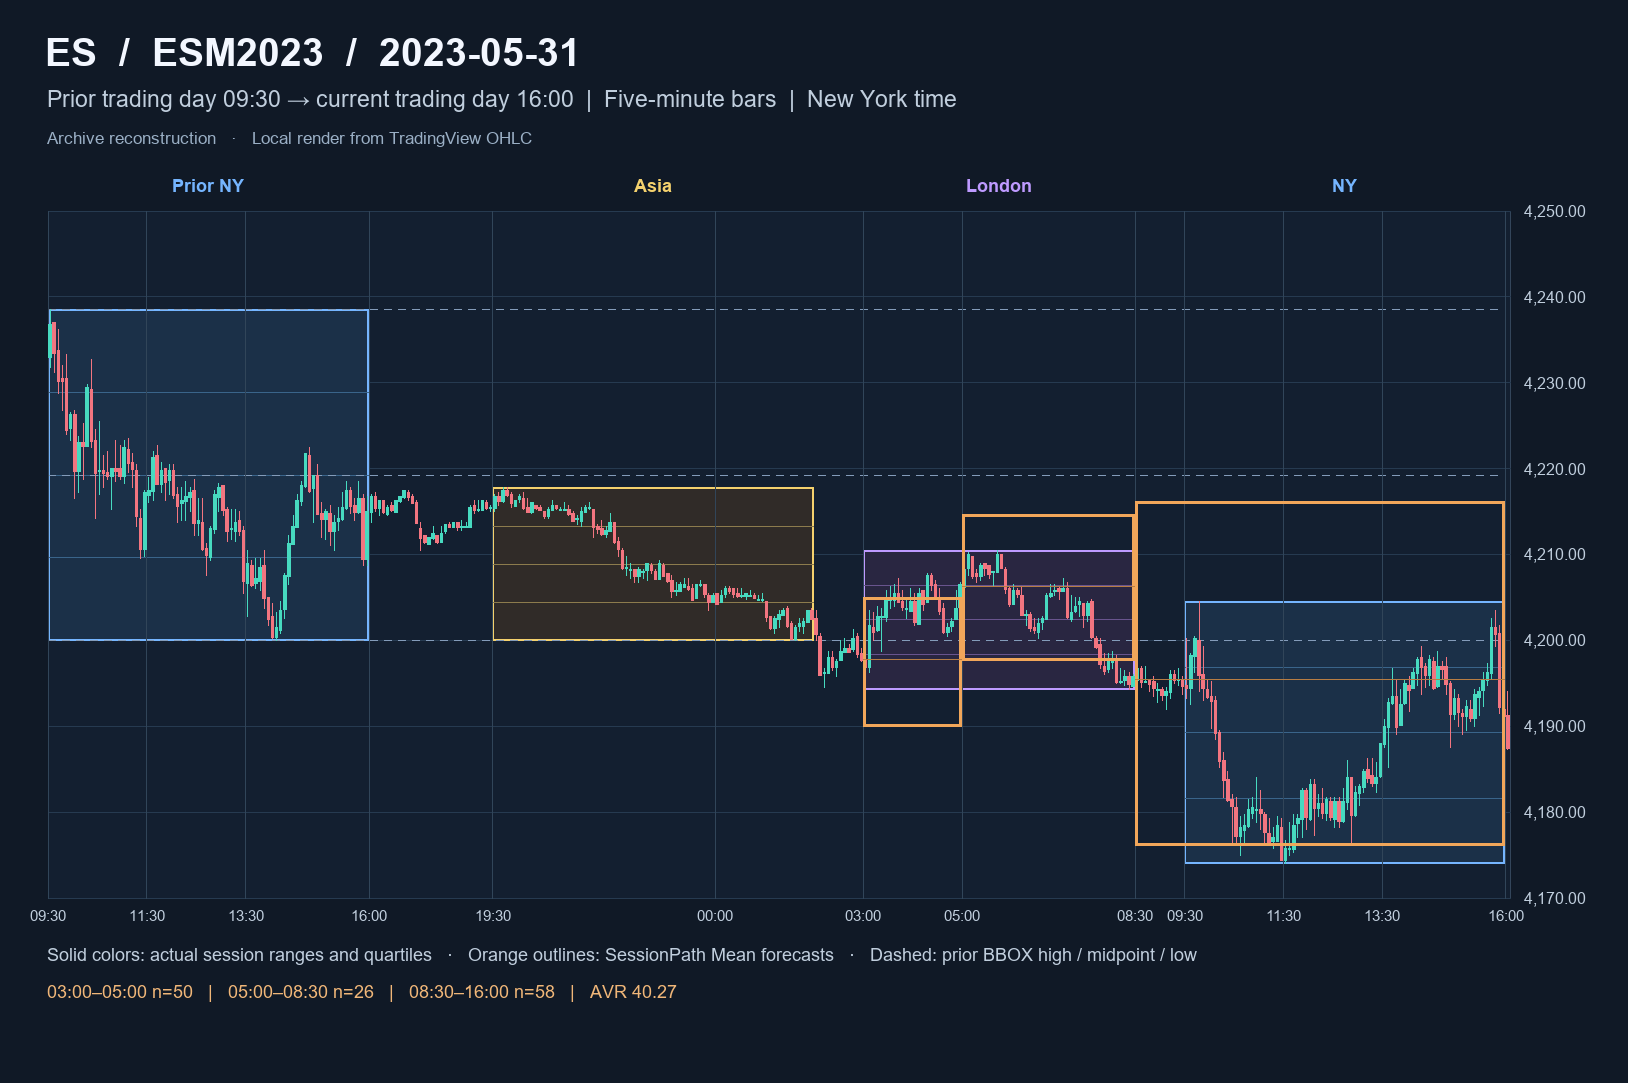 ES / ESM2023 / 2023-05-31
Prior trading day 09:30 → current trading day 16:00 | Five-minute bars | New York time
Archive reconstruction · Local render from TradingView OHLC
Prior NY Asia London NY
4,250.00
4,240.00
4,230.00
4,220.00
4,210.00
4,200.00
4,190.00
4,180.00
4,170.00
09:30 11:30 13:30 16:00 19:30 00:00 03:00 05:00 08:30 09:30 11:30 13:30 16:00
Solid colors: actual session ranges and quartiles · Orange outlines: SessionPath Mean forecasts · Dashed: prior BBOX high / midpoint / low
03:00–05:00 n=50 | 05:00–08:30 n=26 | 08:30–16:00 n=58 | AVR 40.27